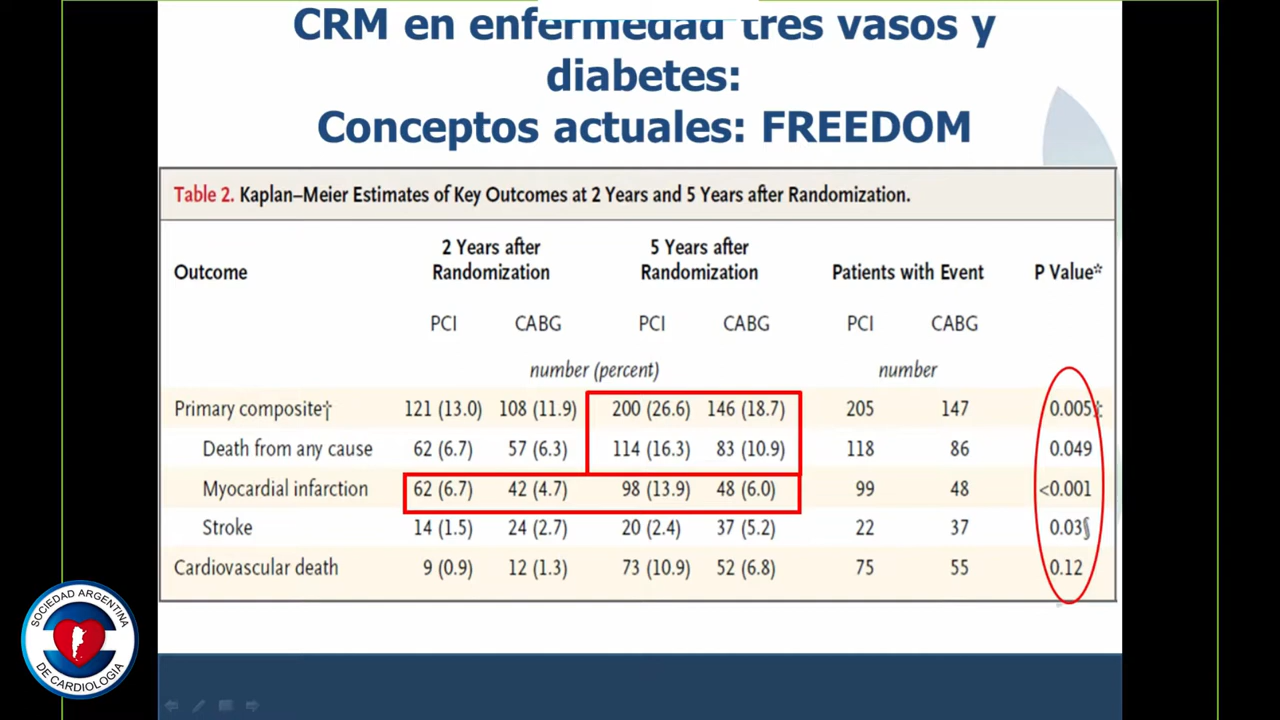 CRM en enfermedad tres vasos y
diabetes:
Conceptos actuales: FREEDOM
Table 2. Kaplan–Meier Estimates of Key Outcomes at 2 Years and 5 Years after Randomization.
Outcome 2 Years after Randomization 5 Years after Randomization Patients with Event P Value*
PCI CABG PCI CABG PCI CABG
number (percent) number
Primary composite† 121 (13.0) 108 (11.9) 200 (26.6) 146 (18.7) 205 147 0.005‡
Death from any cause 62 (6.7) 57 (6.3) 114 (16.3) 83 (10.9) 118 86 0.049
Myocardial infarction 62 (6.7) 42 (4.7) 98 (13.9) 48 (6.0) 99 48 <0.001
Stroke 14 (1.5) 24 (2.7) 20 (2.4) 37 (5.2) 22 37 0.03§
Cardiovascular death 9 (0.9) 12 (1.3) 73 (10.9) 52 (6.8) 75 55 0.12
SOCIEDAD ARGENTINA
DE CARDIOLOGIA